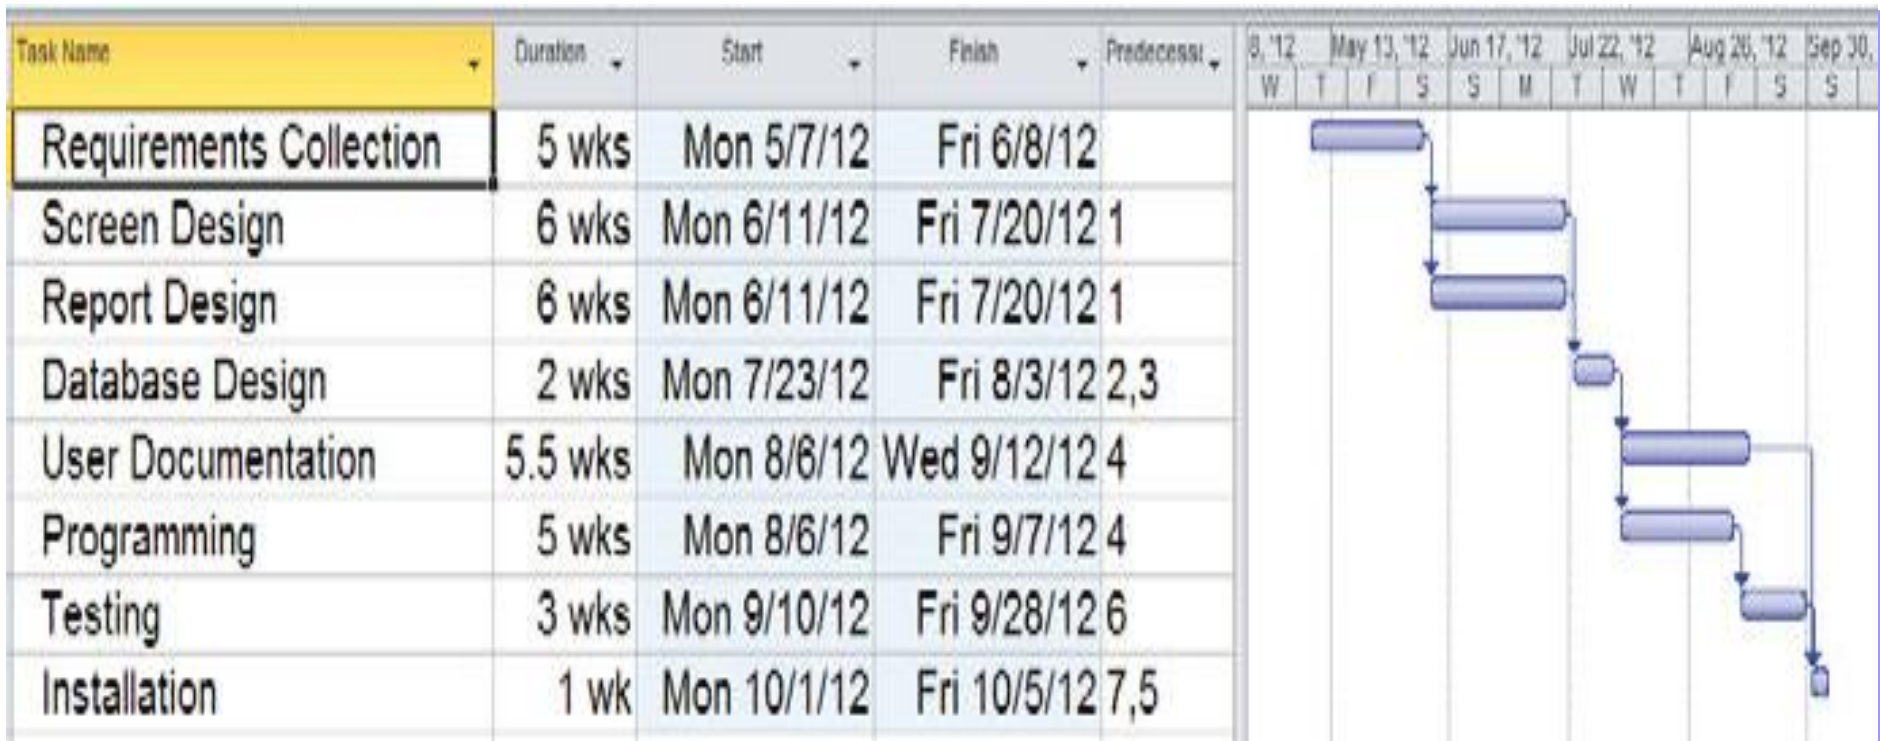 Task Name Duration Start Finish Predecessi 8, '12 May 13, '12 Jun 17, '12 Jul 22, '12 Aug 26, '12 Sep 30,
W T F S S M T W T F S S
Requirements Collection 5 wks Mon 5/7/12 Fri 6/8/12
Screen Design 6 wks Mon 6/11/12 Fri 7/20/12 1
Report Design 6 wks Mon 6/11/12 Fri 7/20/12 1
Database Design 2 wks Mon 7/23/12 Fri 8/3/12 2,3
User Documentation 5.5 wks Mon 8/6/12 Wed 9/12/12 4
Programming 5 wks Mon 8/6/12 Fri 9/7/12 4
Testing 3 wks Mon 9/10/12 Fri 9/28/12 6
Installation 1 wk Mon 10/1/12 Fri 10/5/12 7,5